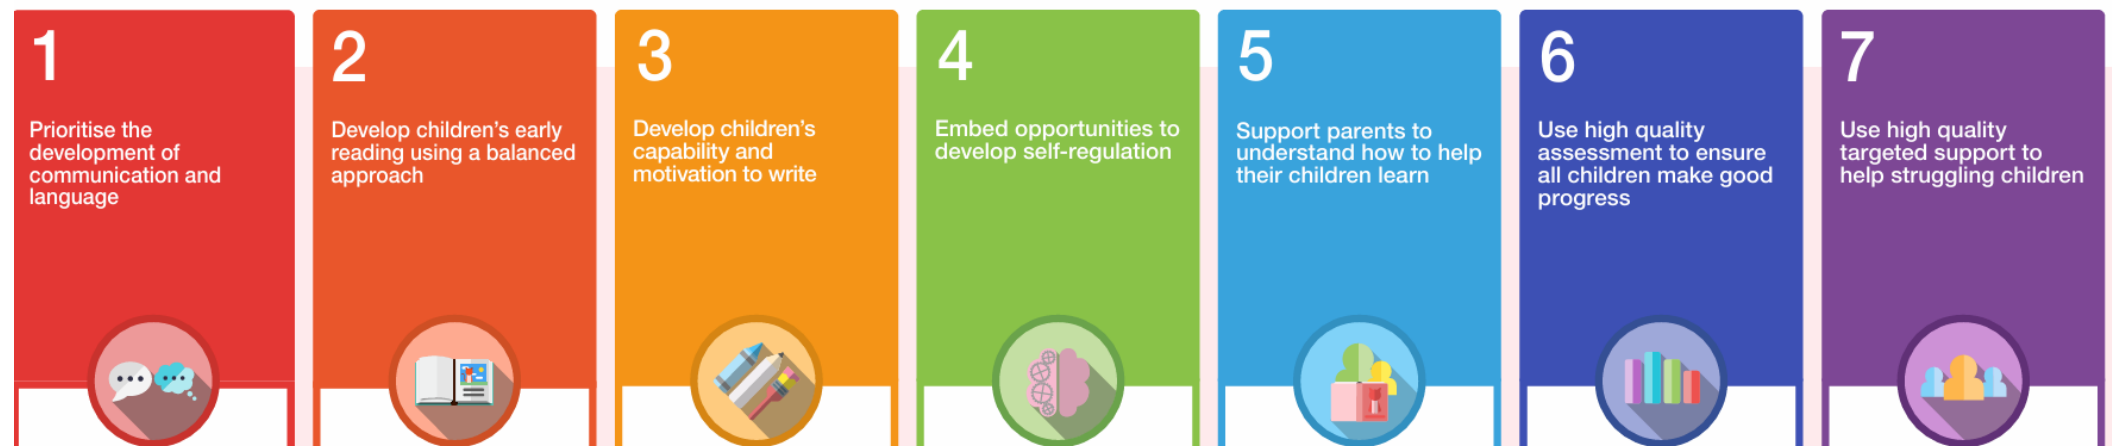 1
Prioritise the
development of
communication and
language
2
Develop children’s early
reading using a balanced
approach
3
Develop children’s
capability and
motivation to write
4
Embed opportunities to
develop self-regulation
5
Support parents to
understand how to help
their children learn
6
Use high quality
assessment to ensure
all children make good
progress
7
Use high quality
targeted support to
help struggling children